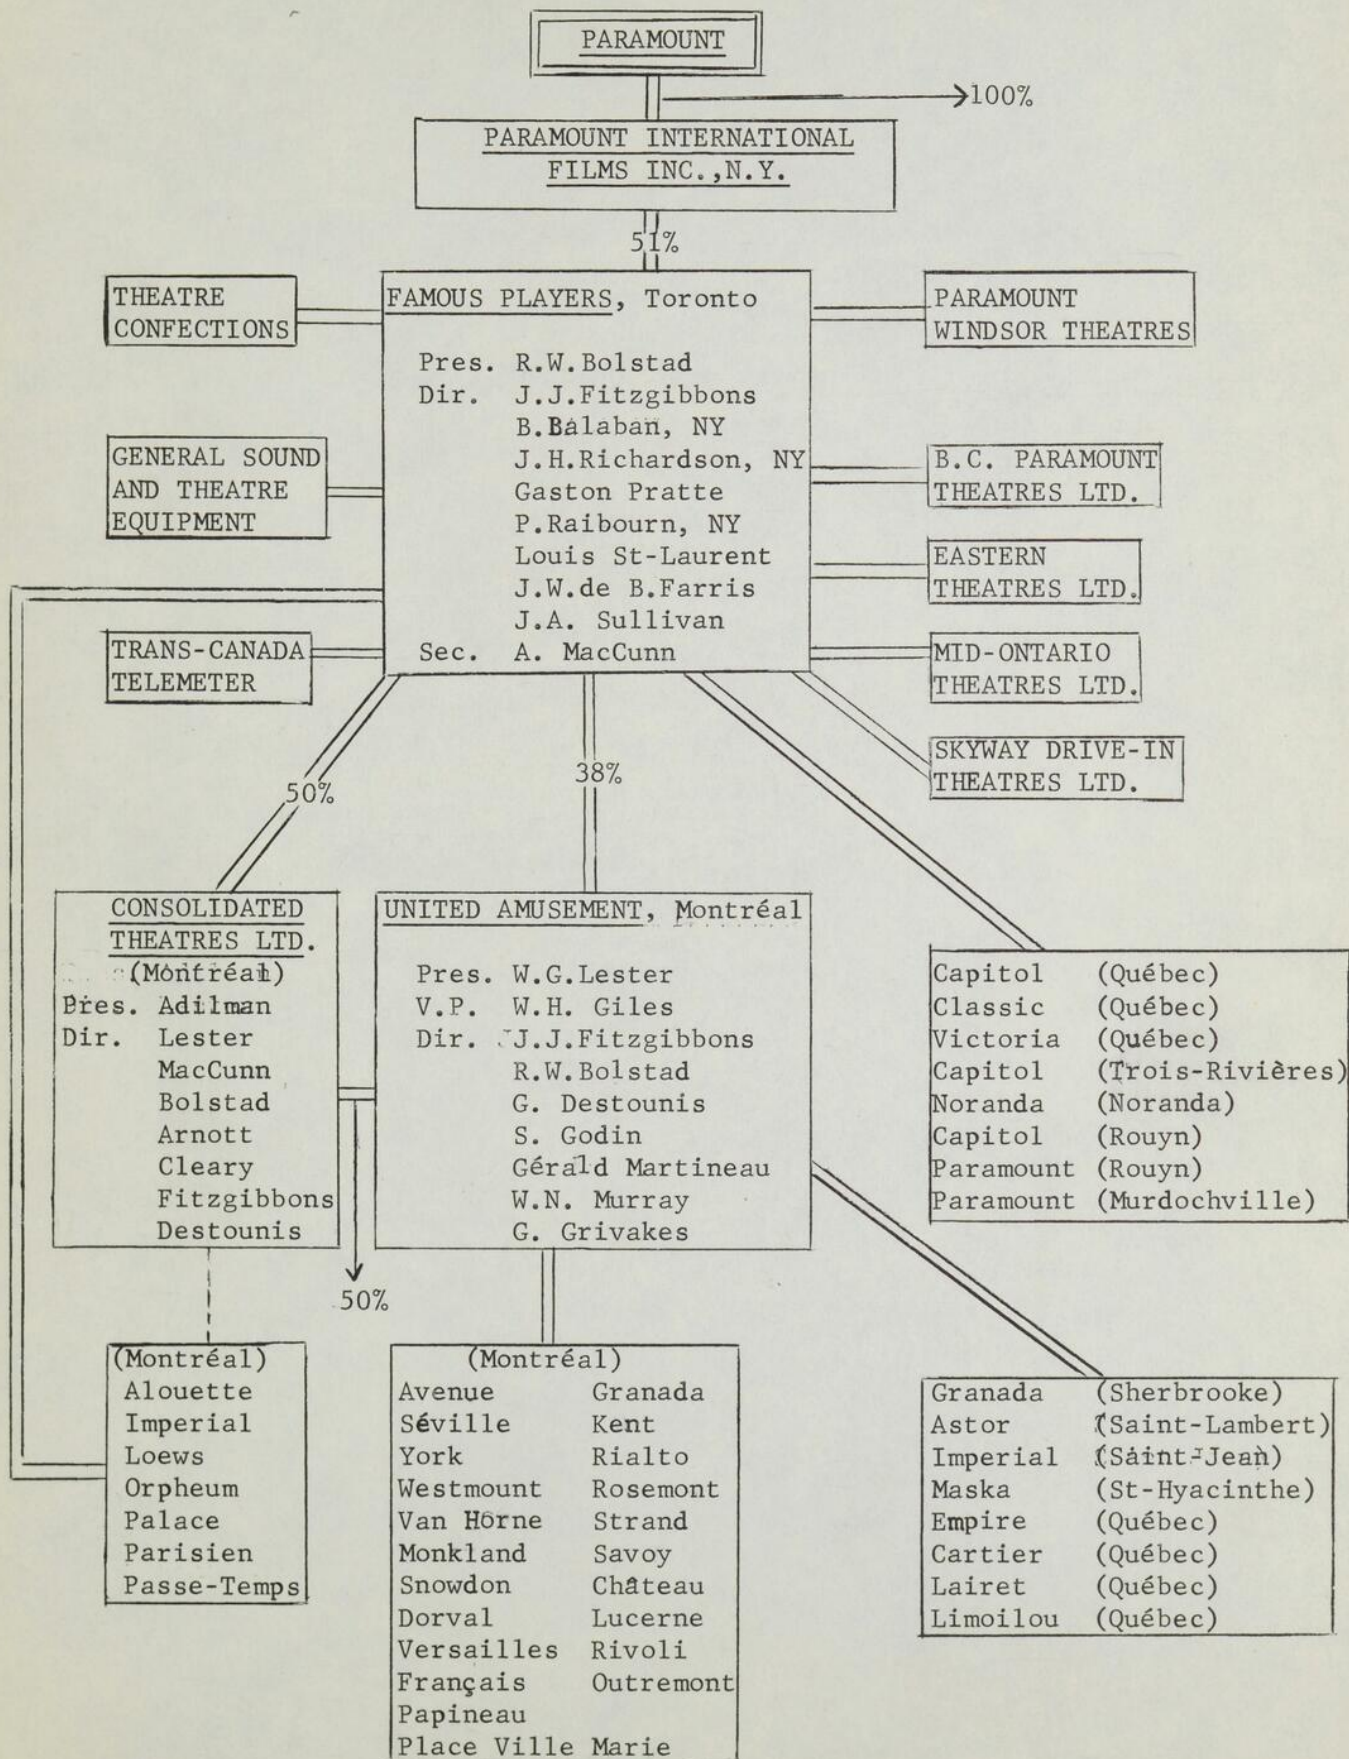 PARAMOUNT
100%
PARAMOUNT INTERNATIONAL
FILMS INC.,N.Y.
51%
THEATRE
CONFECTIONS
GENERAL SOUND
AND THEATRE
EQUIPMENT
TRANS-CANADA
TELEMETER
FAMOUS PLAYERS, Toronto
Pres. R.W.Bolstad
Dir. J.J.Fitzgibbons
B.Balaban, NY
J.H.Richardson, NY
Gaston Pratte
P.Raibourn, NY
Louis St-Laurent
J.W.de B.Farris
J.A. Sullivan
Sec. A. MacCunn
PARAMOUNT
WINDSOR THEATRES
B.C. PARAMOUNT
THEATRES LTD.
EASTERN
THEATRES LTD.
MID-ONTARIO
THEATRES LTD.
SKYWAY DRIVE-IN
THEATRES LTD.
50%
38%
CONSOLIDATED
THEATRES LTD.
(Montréal)
Pres. Adilman
Dir. Lester
MacCunn
Bolstad
Arnott
Cleary
Fitzgibbons
Destounis
UNITED AMUSEMENT, Montréal
Pres. W.G.Lester
V.P. W.H. Giles
Dir. J.J.Fitzgibbons
R.W.Bolstad
G. Destounis
S. Godin
Gérald Martineau
W.N. Murray
G. Grivakes
Capitol (Québec)
Classic (Québec)
Victoria (Québec)
Capitol (Trois-Rivières)
Noranda (Noranda)
Capitol (Rouyn)
Paramount (Rouyn)
Paramount (Murdochville)
50%
(Montréal)
Alouette
Imperial
Loews
Orpheum
Palace
Parisien
Passe-Temps
(Montréal)
Avenue Granada
Séville Kent
York Rialto
Westmount Rosemont
Van Horne Strand
Monkland Savoy
Snowdon Château
Dorval Lucerne
Versailles Rivoli
Français Outremont
Papineau
Place Ville Marie
Granada (Sherbrooke)
Astor (Saint-Lambert)
Imperial (Saint-Jean)
Maska (St-Hyacinthe)
Empire (Québec)
Cartier (Québec)
Lairet (Québec)
Limoilou (Québec)